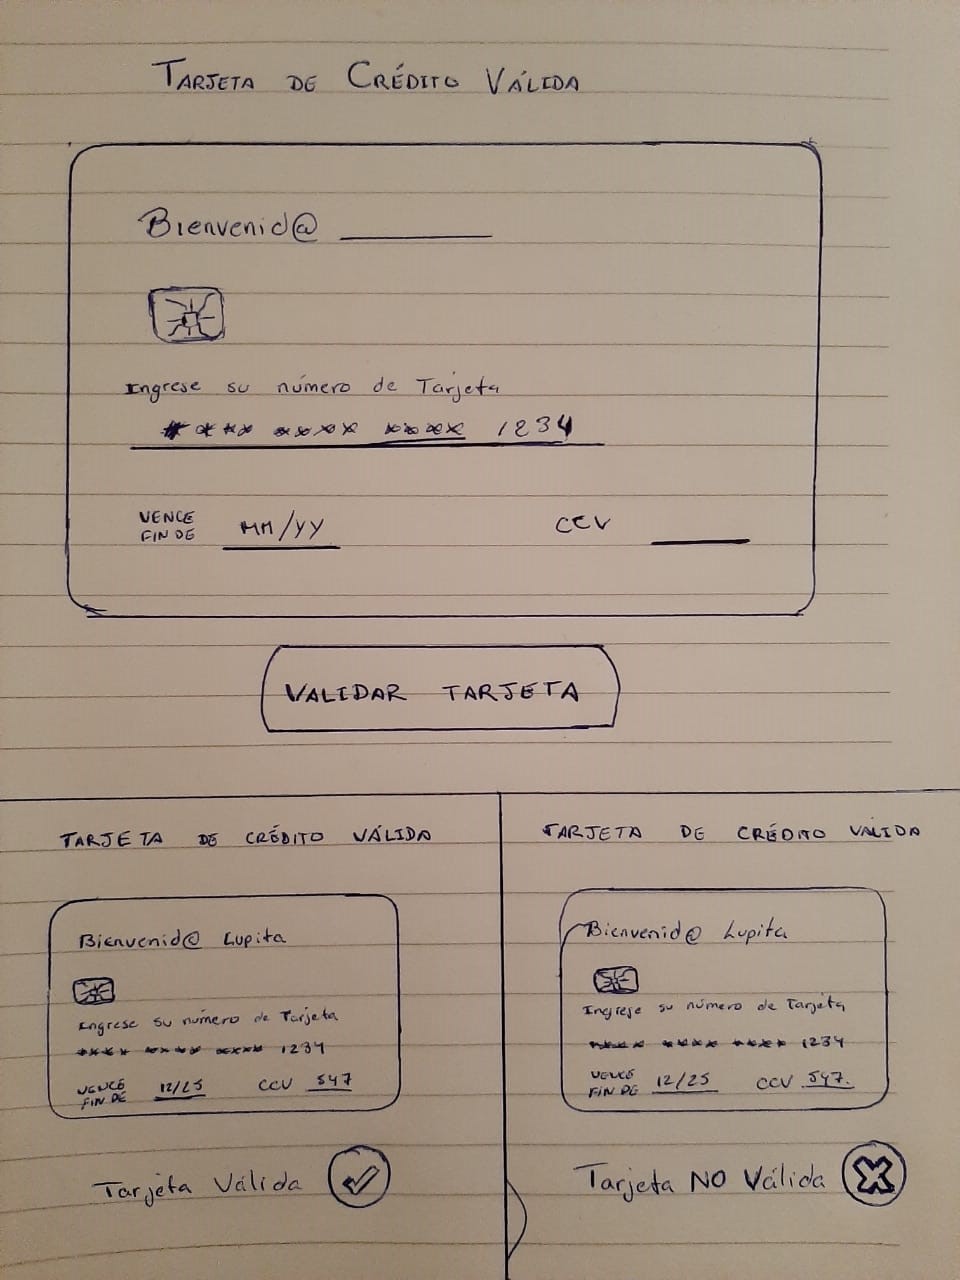 TARJETA DE CRÉDITO VÁLIDA
Bienvenid@
Ingrese su número de Tarjeta
**** **** **** 1234
VENCE
FIN DE MM/YY CCV
VALIDAR TARJETA
TARJETA DE CRÉDITO VÁLIDA
Bienvenid@ Lupita
Ingrese su número de Tarjeta
**** **** **** 1234
VENCE
FIN DE 12/25 CCV 547
Tarjeta Válida
TARJETA DE CRÉDITO VÁLIDA
Bienvenid@ Lupita
Ingrese su número de Tarjeta
**** **** **** 1234
VENCE
FIN DE 12/25 CCV 547.
Tarjeta NO Válida